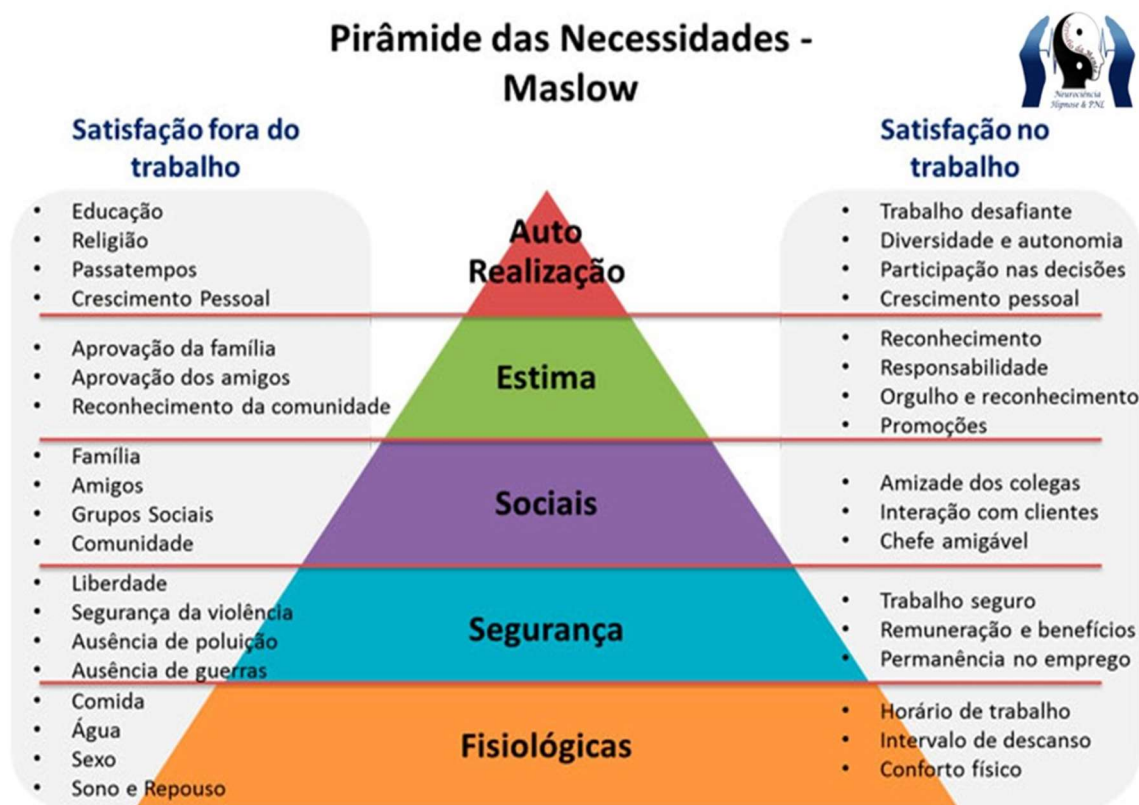 Pirâmide das Necessidades -
Maslow
Neurociência
Hipnose & PNL
Satisfação fora do
trabalho
• Educação
• Religião
• Passatempos
• Crescimento Pessoal
• Aprovação da família
• Aprovação dos amigos
• Reconhecimento da comunidade
• Família
• Amigos
• Grupos Sociais
• Comunidade
• Liberdade
• Segurança da violência
• Ausência de poluição
• Ausência de guerras
• Comida
• Água
• Sexo
• Sono e Repouso
Auto
Realização
Estima
Sociais
Segurança
Fisiológicas
Satisfação no
trabalho
• Trabalho desafiante
• Diversidade e autonomia
• Participação nas decisões
• Crescimento pessoal
• Reconhecimento
• Responsabilidade
• Orgulho e reconhecimento
• Promoções
• Amizade dos colegas
• Interação com clientes
• Chefe amigável
• Trabalho seguro
• Remuneração e benefícios
• Permanência no emprego
• Horário de trabalho
• Intervalo de descanso
• Conforto físico